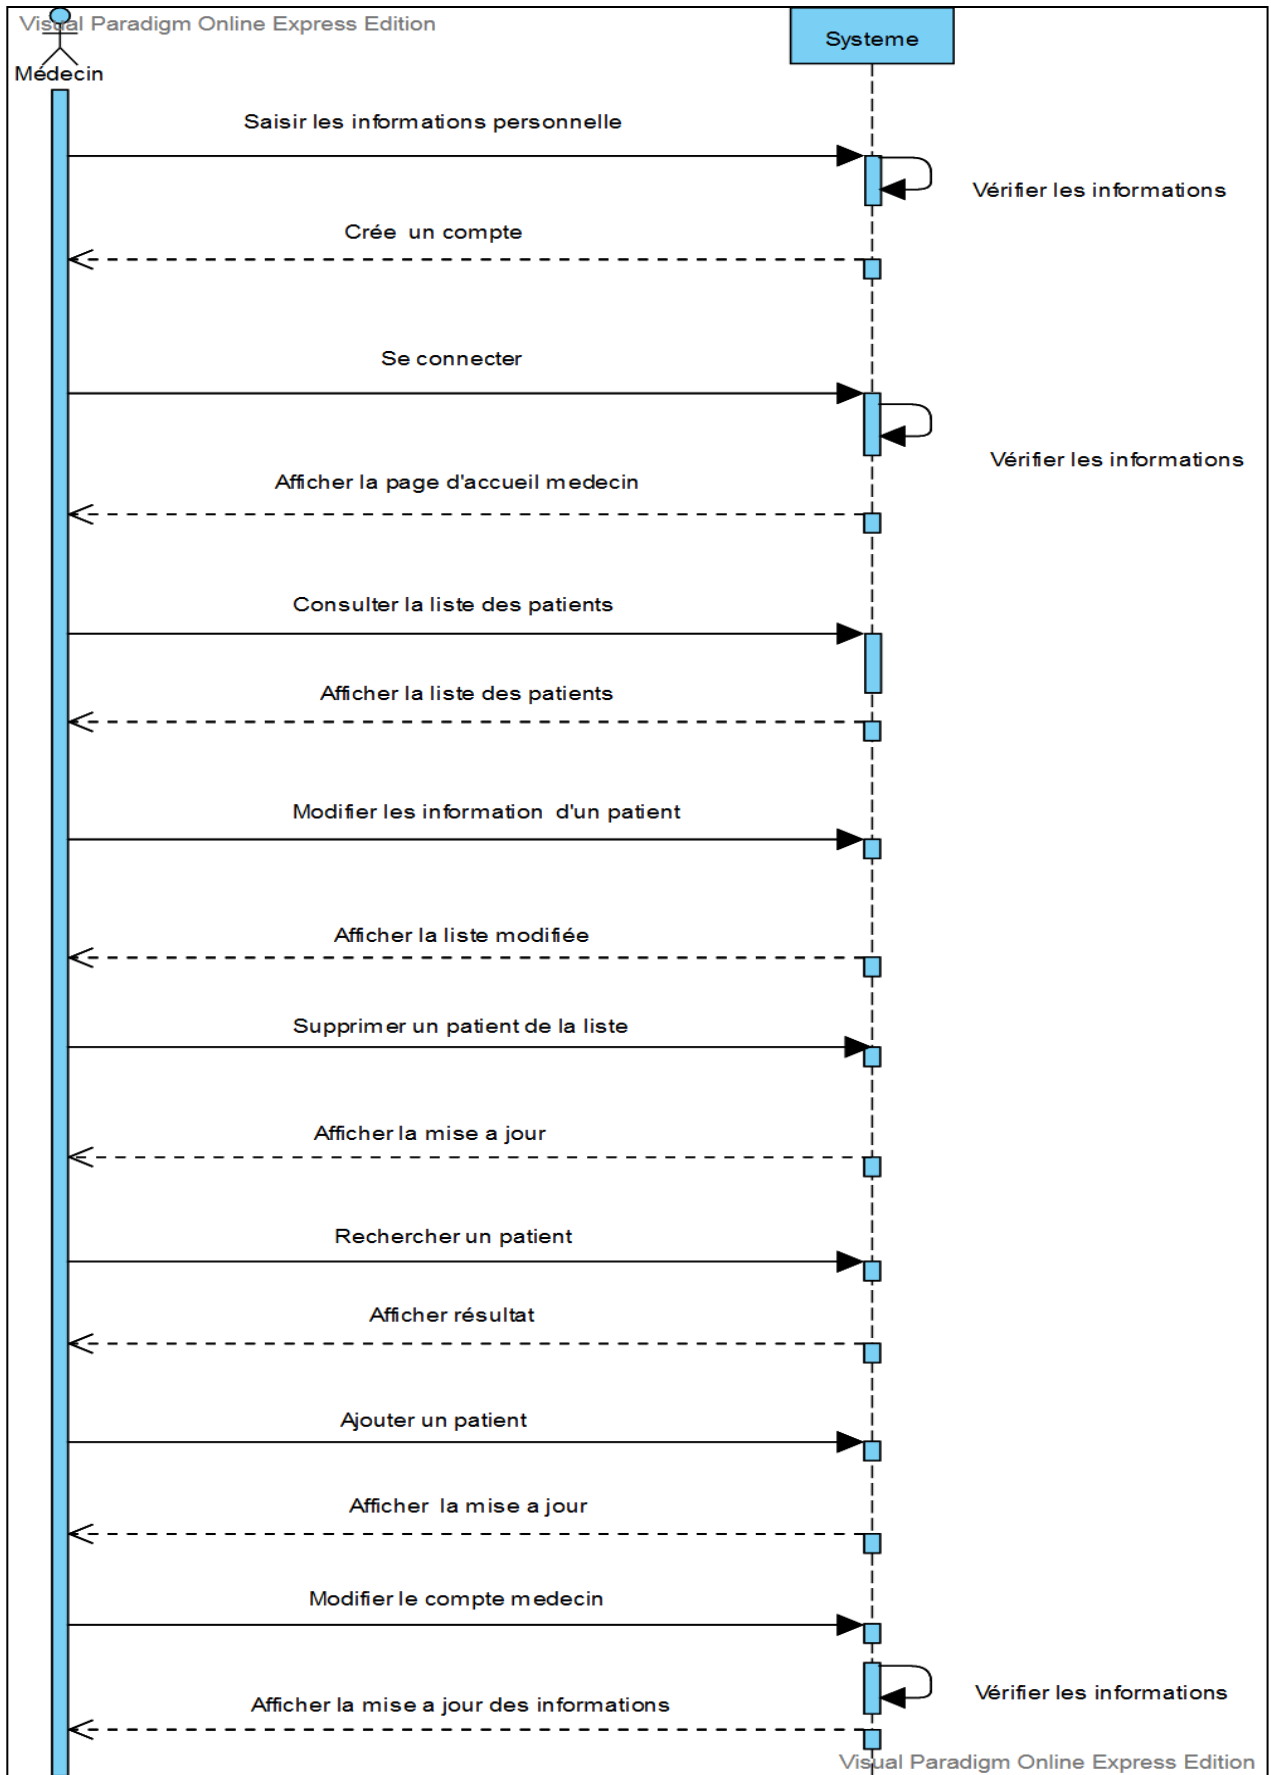 Visual Paradigm Online Express Edition
Systeme
Médecin
Saisir les informations personnelle
Vérifier les informations
Crée un compte
Se connecter
Vérifier les informations
Afficher la page d'accueil medecin
Consulter la liste des patients
Afficher la liste des patients
Modifier les information d'un patient
Afficher la liste modifiée
Supprimer un patient de la liste
Afficher la mise a jour
Rechercher un patient
Afficher résultat
Ajouter un patient
Afficher la mise a jour
Modifier le compte medecin
Vérifier les informations
Afficher la mise a jour des informations
Visual Paradigm Online Express Edition